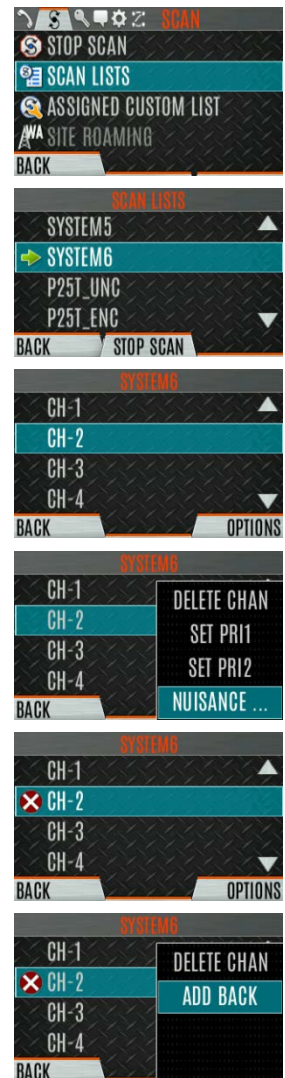 SCAN
STOP SCAN
SCAN LISTS
ASSIGNED CUSTOM LIST
WA SITE ROAMING
BACK
SCAN LISTS
SYSTEM5
SYSTEM6
P25T_UNC
P25T_ENC
BACK STOP SCAN
SYSTEM6
CH-1
CH-2
CH-3
CH-4
BACK OPTIONS
SYSTEM6
CH-1
CH-2
CH-3
CH-4
DELETE CHAN
SET PRI1
SET PRI2
NUISANCE ...
BACK
SYSTEM6
CH-1
CH-2
CH-3
CH-4
BACK OPTIONS
SYSTEM6
CH-1
CH-2
CH-3
CH-4
DELETE CHAN
ADD BACK
BACK